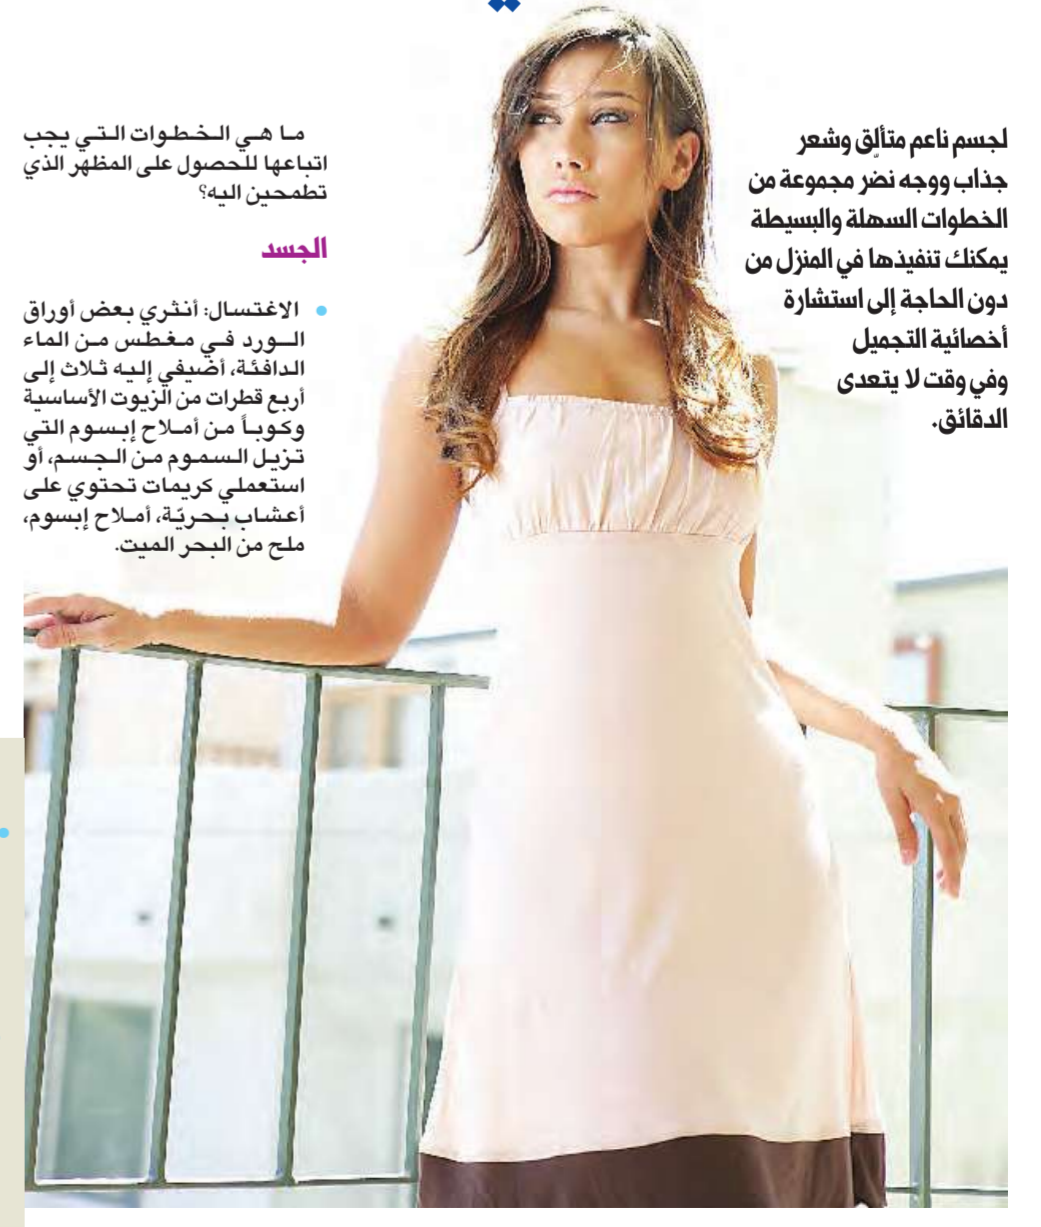 لجسم ناعم متألّق وشعر
جذاب ووجه نضر مجموعة من
الخطوات السهلة والبسيطة
يمكنك تنفيذها في المنزل من
دون الحاجة إلى استشارة
أخصائية التجميل
وفي وقت لا يتعدى
الدقائق.
ما هي الخطوات التي يجب
اتباعها للحصول على المظهر الذي
تطمحين اليه؟
الجسد
• الاغتسال: أنثري بعض أوراق
الورد في مغطس من الماء
الدافئة، أضيفي إليه ثلاث إلى
أربع قطرات من الزيوت الأساسية
وكوباً من أملاح إبسوم التي
تزيل السموم من الجسم، أو
استعملي كريمات تحتوي على
أعشاب بحريّة، أملاح إبسوم،
ملح من البحر الميت.